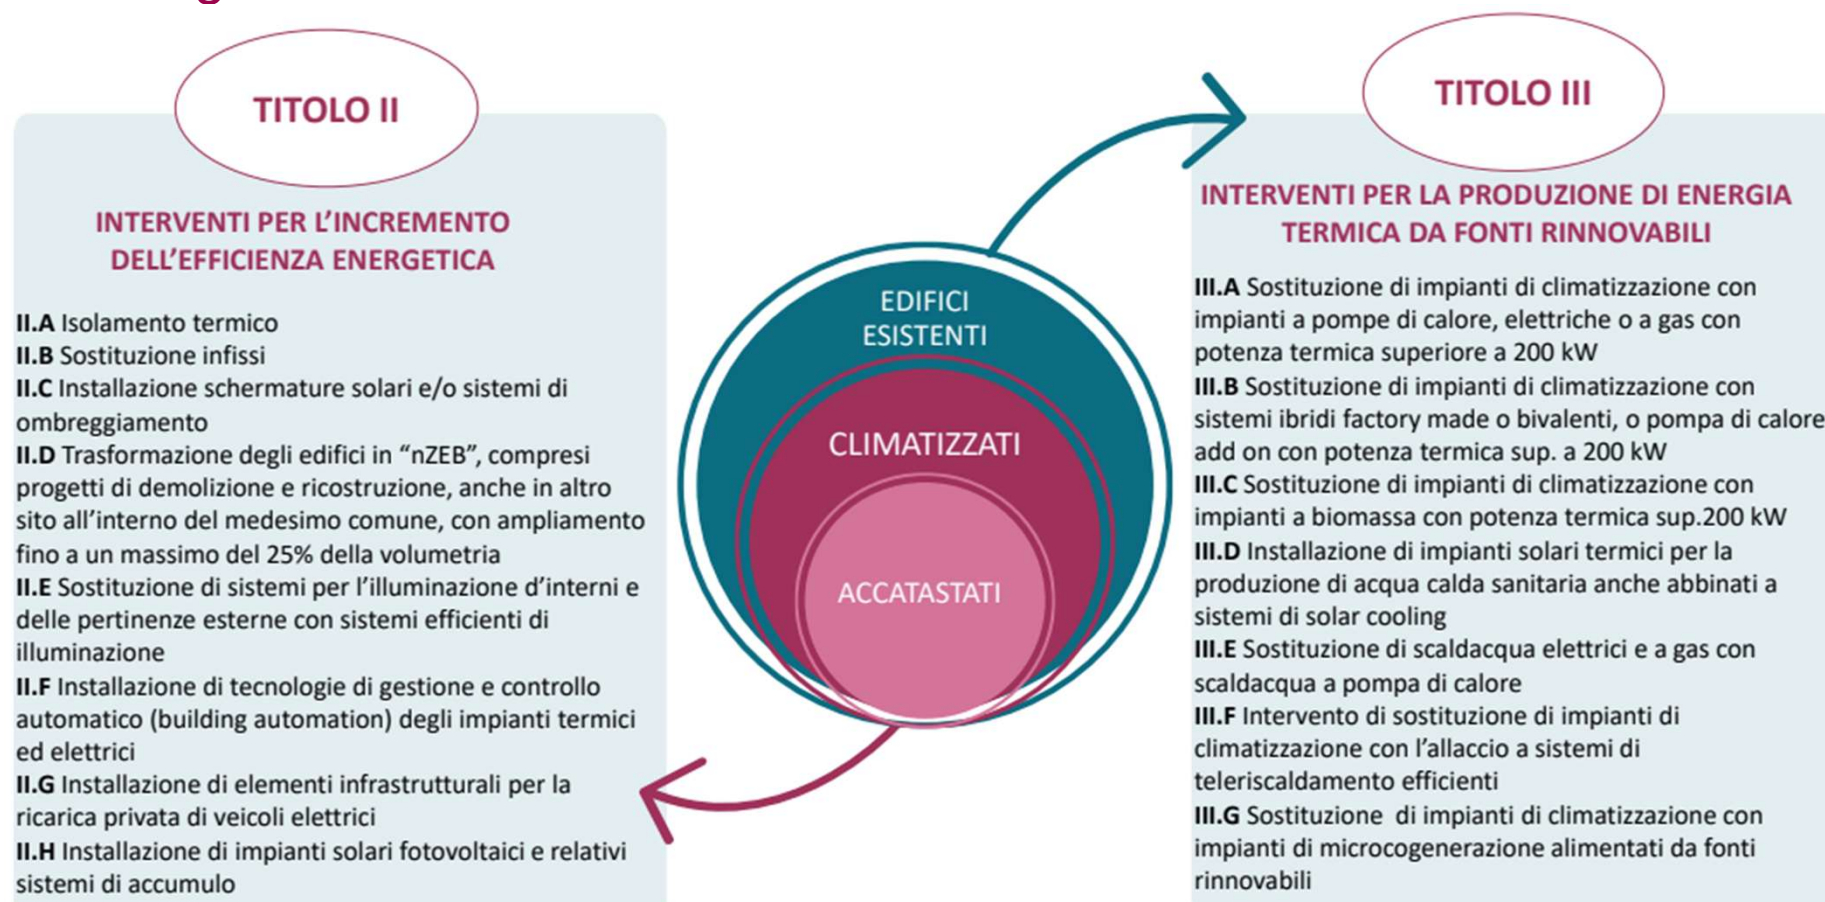 TITOLO II
INTERVENTI PER L’INCREMENTO
DELL’EFFICIENZA ENERGETICA
II.A Isolamento termico
II.B Sostituzione infissi
II.C Installazione schermature solari e/o sistemi di
ombreggiamento
II.D Trasformazione degli edifici in “nZEB”, compresi
progetti di demolizione e ricostruzione, anche in altro
sito all’interno del medesimo comune, con ampliamento
fino a un massimo del 25% della volumetria
II.E Sostituzione di sistemi per l’illuminazione d’interni e
delle pertinenze esterne con sistemi efficienti di
illuminazione
II.F Installazione di tecnologie di gestione e controllo
automatico (building automation) degli impianti termici
ed elettrici
II.G Installazione di elementi infrastrutturali per la
ricarica privata di veicoli elettrici
II.H Installazione di impianti solari fotovoltaici e relativi
sistemi di accumulo
EDIFICI
ESISTENTI
CLIMATIZZATI
ACCATASTATI
TITOLO III
INTERVENTI PER LA PRODUZIONE DI ENERGIA
TERMICA DA FONTI RINNOVABILI
III.A Sostituzione di impianti di climatizzazione con
impianti a pompe di calore, elettriche o a gas con
potenza termica superiore a 200 kW
III.B Sostituzione di impianti di climatizzazione con
sistemi ibridi factory made o bivalenti, o pompa di calore
add on con potenza termica sup. a 200 kW
III.C Sostituzione di impianti di climatizzazione con
impianti a biomassa con potenza termica sup.200 kW
III.D Installazione di impianti solari termici per la
produzione di acqua calda sanitaria anche abbinati a
sistemi di solar cooling
III.E Sostituzione di scaldacqua elettrici e a gas con
scaldacqua a pompa di calore
III.F Intervento di sostituzione di impianti di
climatizzazione con l’allaccio a sistemi di
teleriscaldamento efficienti
III.G Sostituzione di impianti di climatizzazione con
impianti di microcogenerazione alimentati da fonti
rinnovabili